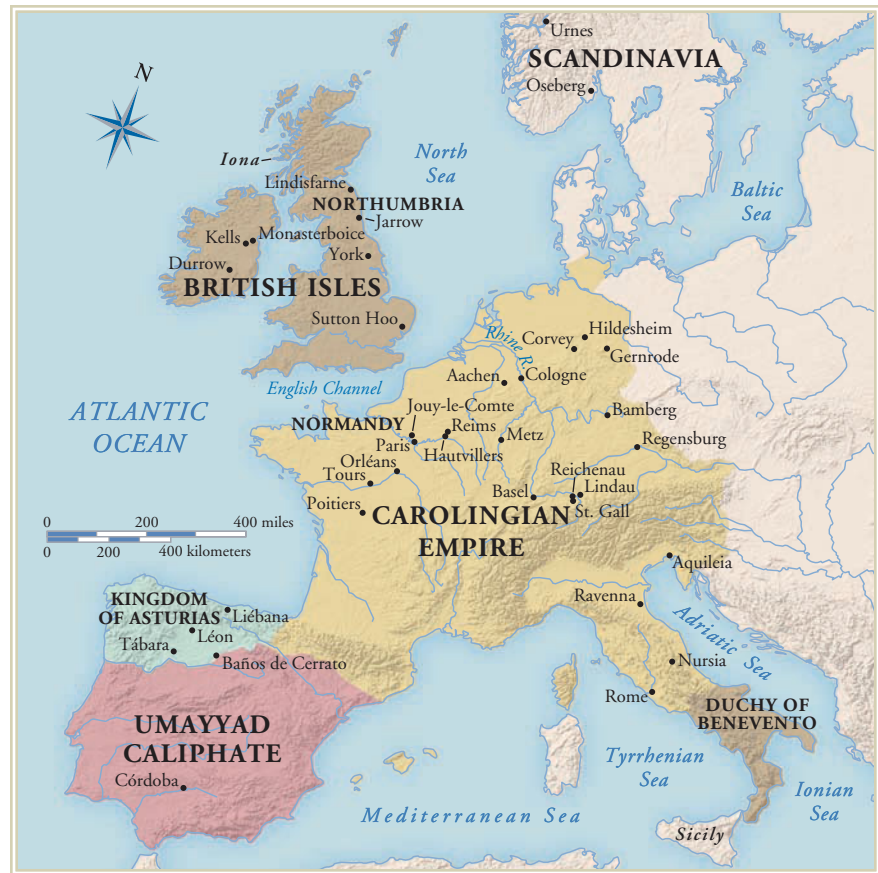 N
Urnes
SCANDINAVIA
Oseberg
North
Sea
Iona
Lindisfarne
NORTHUMBRIA
Jarrow
Baltic
Sea
Kells
Monasterboice
York
Durrow
BRITISH ISLES
Sutton Hoo
Rhine R.
Corvey
Hildesheim
Gernrode
Aachen
Cologne
English Channel
ATLANTIC
OCEAN
Jouy-le-Comte
NORMANDY
Reims
Paris
Hautvillers
Metz
Bamberg
Regensburg
Orléans
Tours
Reichenau
Basel
Lindau
Poitiers
St. Gall
CAROLINGIAN
EMPIRE
0 200 400 miles
0 200 400 kilometers
Aquileia
KINGDOM
OF ASTURIAS
Liébana
Léon
Tábara
Baños de Cerrato
Ravenna
Adriatic Sea
Nursia
Rome
DUCHY OF
BENEVENTO
UMAYYAD
CALIPHATE
Córdoba
Tyrrhenian
Sea
Ionian
Sea
Mediterranean Sea
Sicily